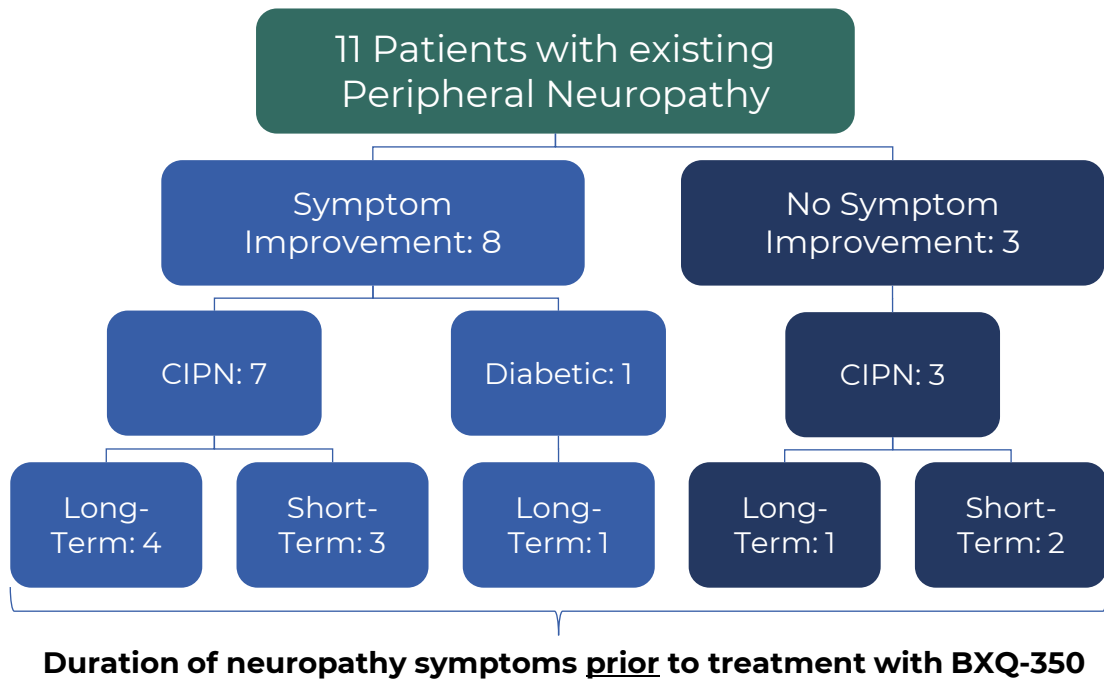 11 Patients with existing
Peripheral Neuropathy
Symptom
Improvement: 8
No Symptom
Improvement: 3
CIPN: 7
Diabetic: 1
CIPN: 3
Long-
Term: 4
Short-
Term: 3
Long-
Term: 1
Long-
Term: 1
Short-
Term: 2
Duration of neuropathy symptoms prior to treatment with BXQ-350